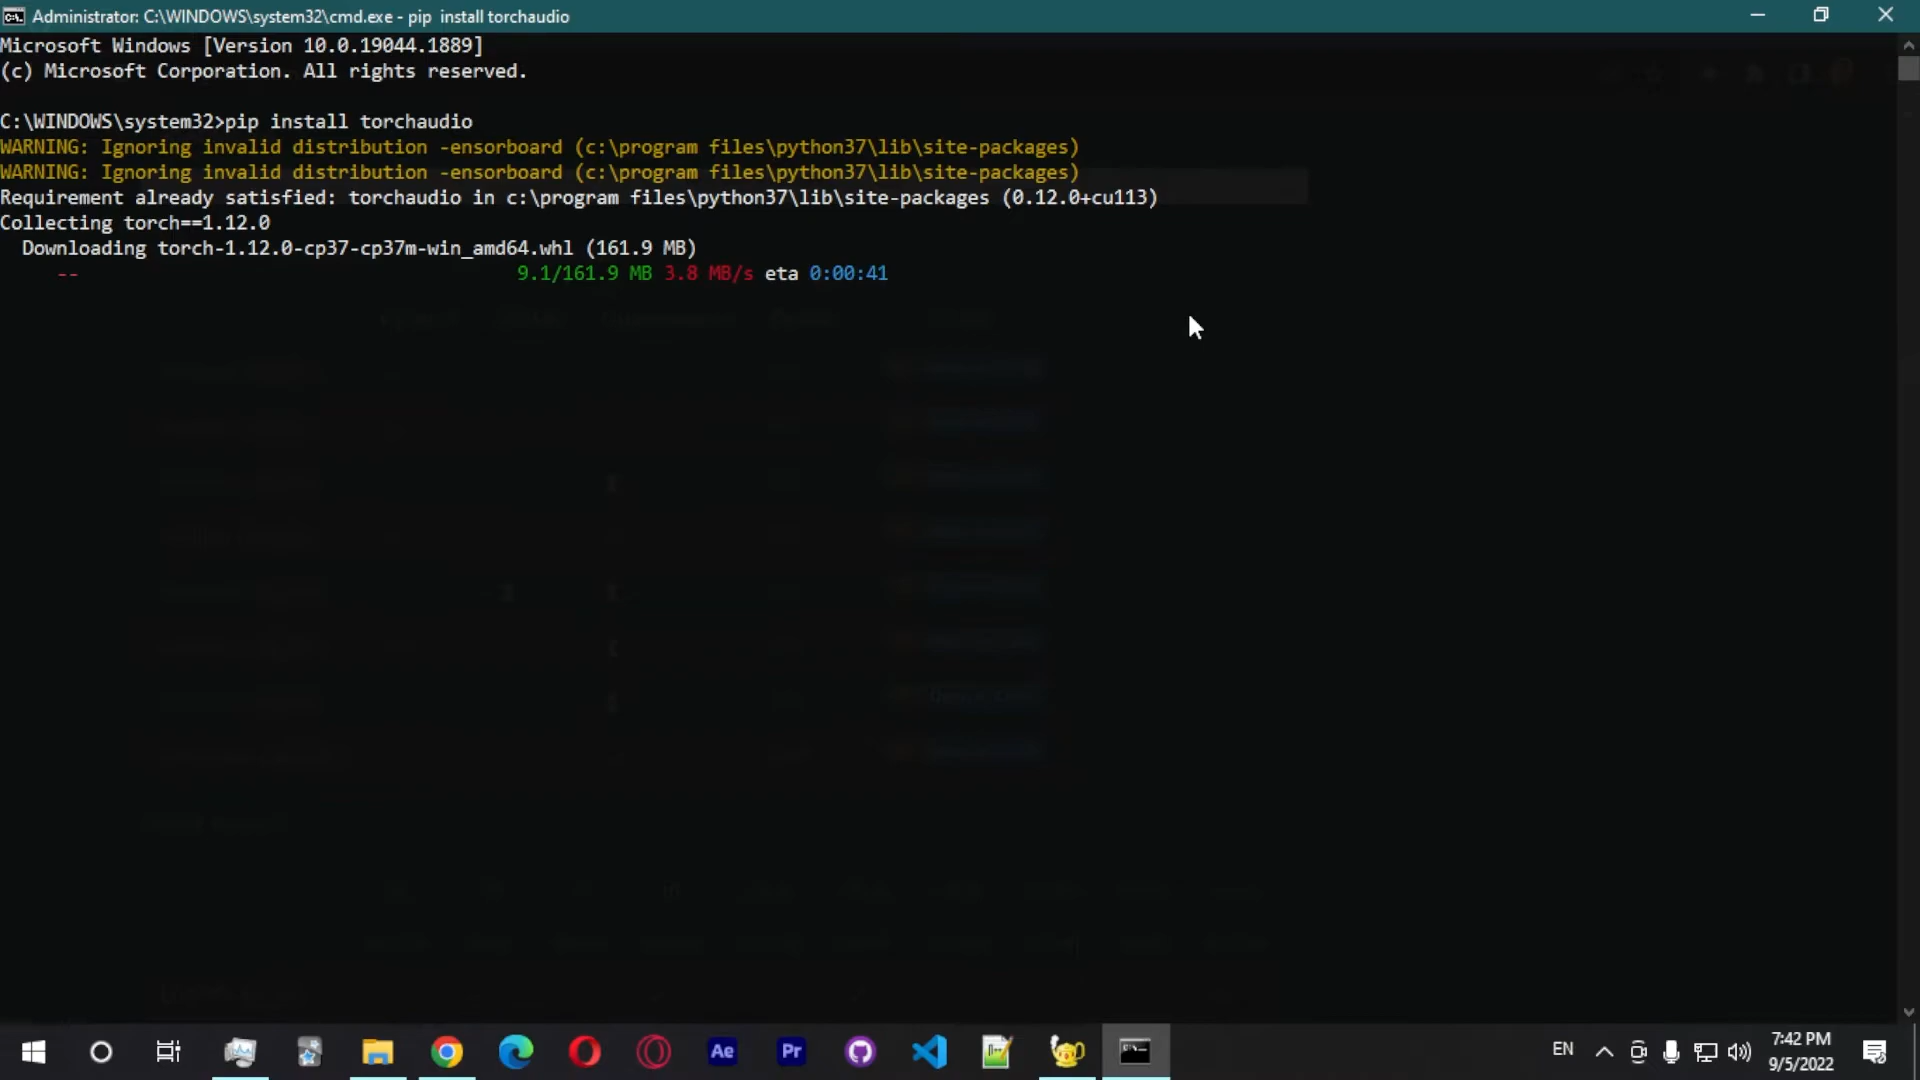 Administrator: C:\WINDOWS\system32\cmd.exe - pip  install torchaudio
Microsoft Windows [Version 10.0.19044.1889]
(c) Microsoft Corporation. All rights reserved.
C:\WINDOWS\system32>pip install torchaudio
WARNING: Ignoring invalid distribution -ensorboard (c:\program files\python37\lib\site-packages)
WARNING: Ignoring invalid distribution -ensorboard (c:\program files\python37\lib\site-packages)
Requirement already satisfied: torchaudio in c:\program files\python37\lib\site-packages (0.12.0+cu113)
Collecting torch==1.12.0
  Downloading torch-1.12.0-cp37-cp37m-win_amd64.whl (161.9 MB)
-- 9.1/161.9 MB 3.8 MB/s eta 0:00:41
Ae
Pr
EN
7:42 PM
9/5/2022